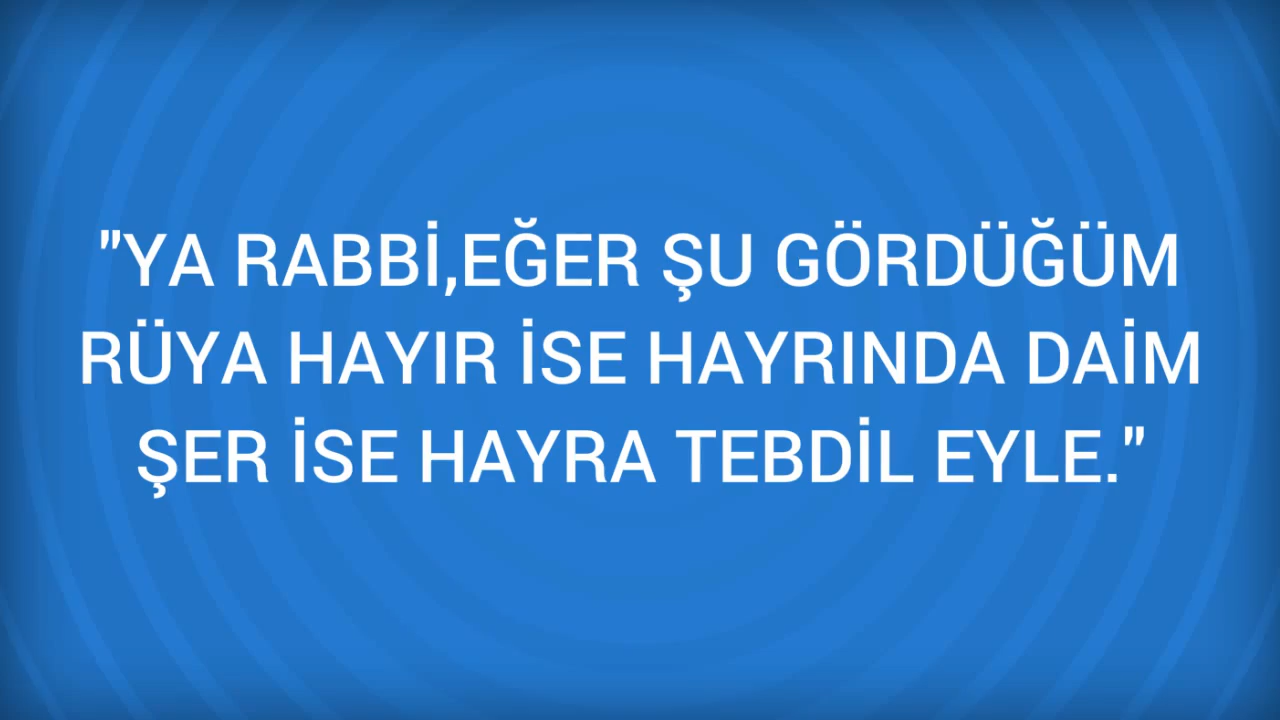 "YA RABBİ,EĞER ŞU GÖRDÜĞÜM
RÜYA HAYIR İSE HAYRINDA DAİM
ŞER İSE HAYRA TEBDİL EYLE."